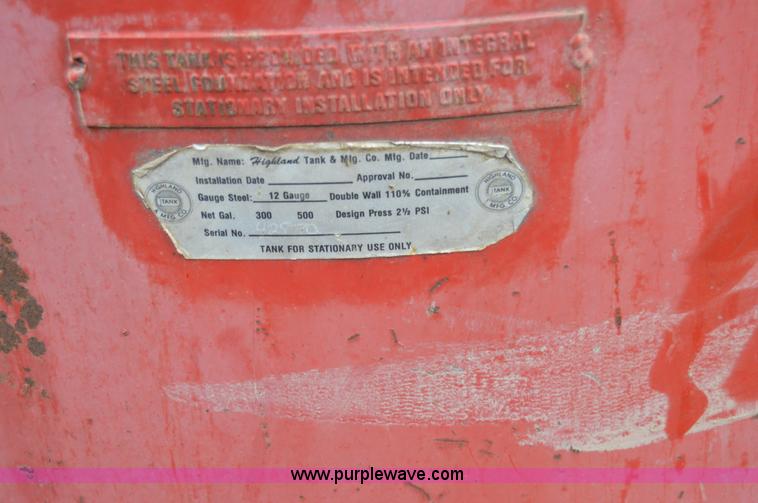 THIS TANK IS PROVIDED WITH AN INTEGRAL
STEEL FOUNDATION AND IS INTENDED FOR
STATIONARY INSTALLATION ONLY
Mfg. Name: Highland Tank & Mfg. Co. Mfg. Date
Installation Date Approval No.
Gauge Steel: 12 Gauge Double Wall 110% Containment
Net Gal. 300 500 Design Press 2½ PSI
Serial No.
TANK FOR STATIONARY USE ONLY
HIGHLAND
TANK
& MFG CO
HIGHLAND
TANK
MFG CO
www.purplewave.com